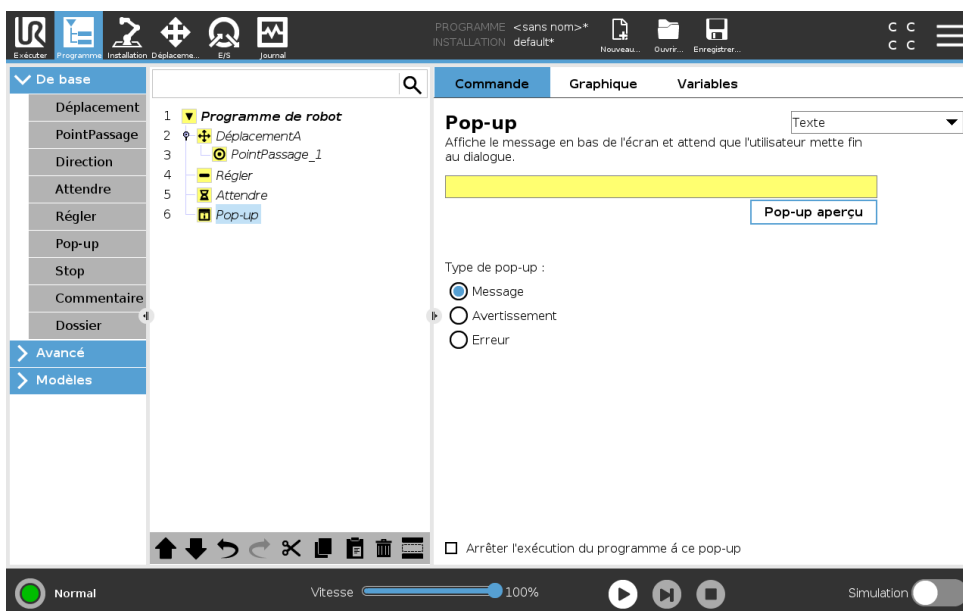 PROGRAMME <sans nom>*
INSTALLATION default*
Exécuter Programme Installation Déplaceme... E/S Journal
Nouveau... Ouvrir... Enregistrer...
C C
C C
De base
Déplacement
PointPassage
Direction
Attendre
Régler
Pop-up
Stop
Commentaire
Dossier
Avancé
Modèles
1 Programme de robot
2 DéplacementA
3 PointPassage_1
4 Régler
5 Attendre
6 Pop-up
Commande Graphique Variables
Pop-up
Texte
Affiche le message en bas de l'écran et attend que l'utilisateur mette fin
au dialogue.
Pop-up aperçu
Type de pop-up :
Message
Avertissement
Erreur
Arrêter l'exécution du programme á ce pop-up
Normal
Vitesse 100%
Simulation